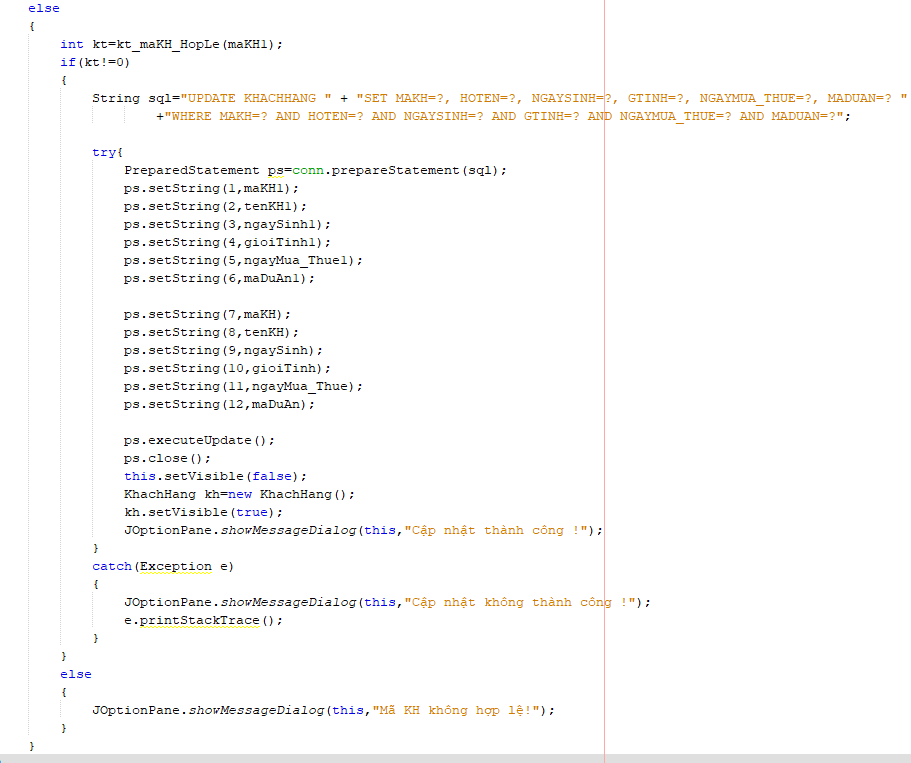 else
{
int kt=kt_maKH_HopLe(maKH1);
if(kt!=0)
{
String sql="UPDATE KHACHHANG " + "SET MAKH=?, HOTEN=?, NGAYSINH=?, GTINH=?, NGAYMUA_THUE=?, MADUAN=? "
+"WHERE MAKH=? AND HOTEN=? AND NGAYSINH=? AND GTINH=? AND NGAYMUA_THUE=? AND MADUAN=?";
try{
PreparedStatement ps=conn.prepareStatement(sql);
ps.setString(1,maKH1);
ps.setString(2,tenKH1);
ps.setString(3,ngaySinh1);
ps.setString(4,gioiTinh1);
ps.setString(5,ngayMua_Thue1);
ps.setString(6,maDuAn1);
ps.setString(7,maKH);
ps.setString(8,tenKH);
ps.setString(9,ngaySinh);
ps.setString(10,gioiTinh);
ps.setString(11,ngayMua_Thue);
ps.setString(12,maDuAn);
ps.executeUpdate();
ps.close();
this.setVisible(false);
KhachHang kh=new KhachHang();
kh.setVisible(true);
JOptionPane.showMessageDialog(this,"Cập nhật thành công !");
}
catch(Exception e)
{
JOptionPane.showMessageDialog(this,"Cập nhật không thành công !");
e.printStackTrace();
}
}
else
{
JOptionPane.showMessageDialog(this,"Mã KH không hợp lệ!");
}
}